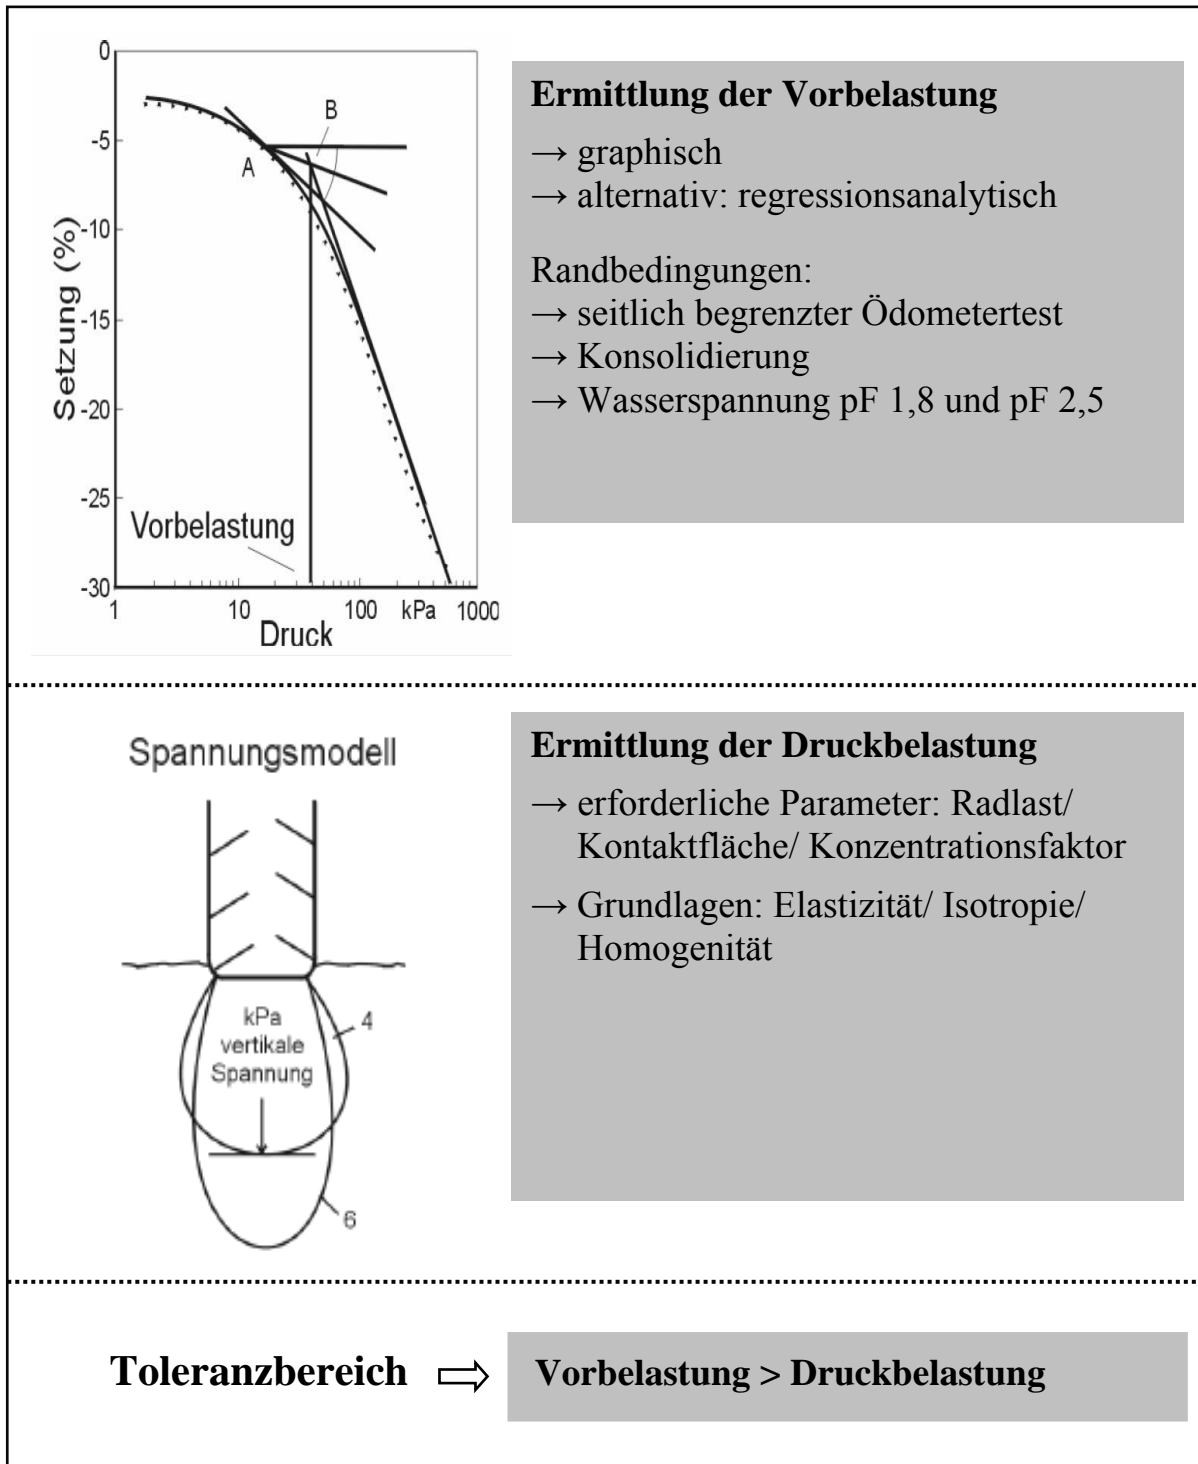 0
-5
-10
-15
-20
-25
-30
Setzung (%)
A
B
Vorbelastung
1
10
100
kPa
1000
Druck
Ermittlung der Vorbelastung
→ graphisch
→ alternativ: regressionsanalytisch
Randbedingungen:
→ seitlich begrenzter Ödometertest
→ Konsolidierung
→ Wasserspannung pF 1,8 und pF 2,5
Spannungsmodell
kPa
vertikale
Spannung
4
6
Ermittlung der Druckbelastung
→ erforderliche Parameter: Radlast/
Kontaktfläche/ Konzentrationsfaktor
→ Grundlagen: Elastizität/ Isotropie/
Homogenität
Toleranzbereich ⇨ Vorbelastung > Druckbelastung